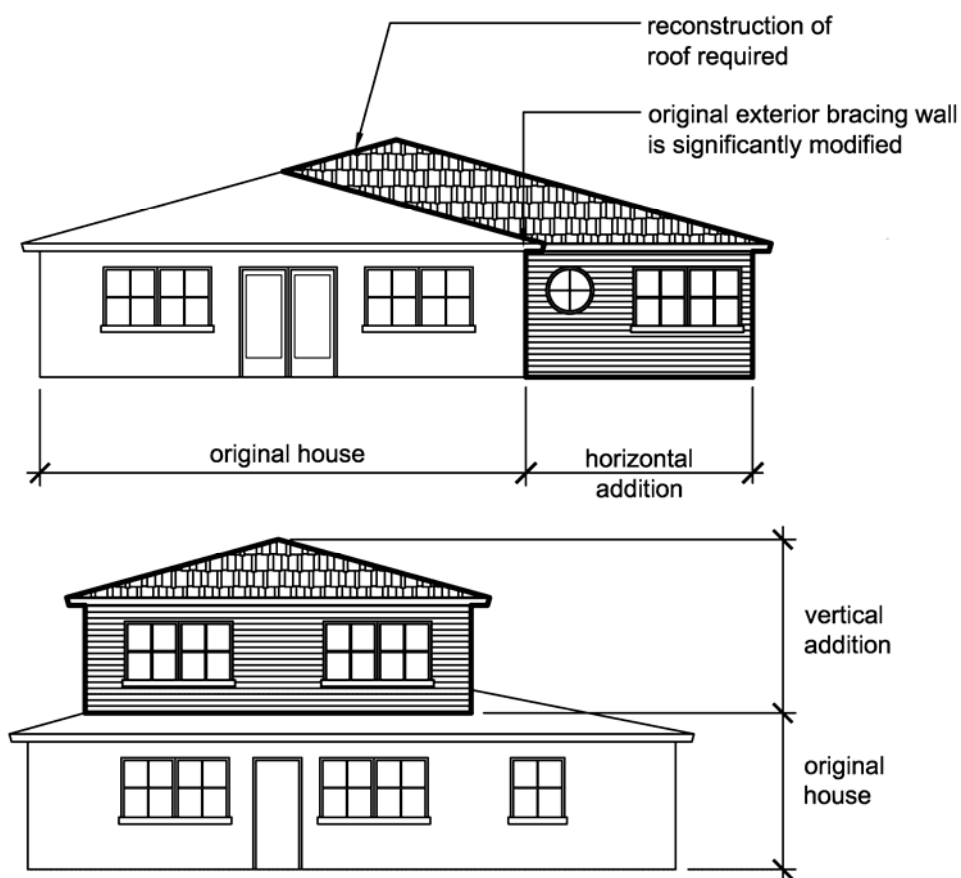 reconstruction of
roof required
original exterior bracing wall
is significantly modified
original house
horizontal
addition
vertical
addition
original
house